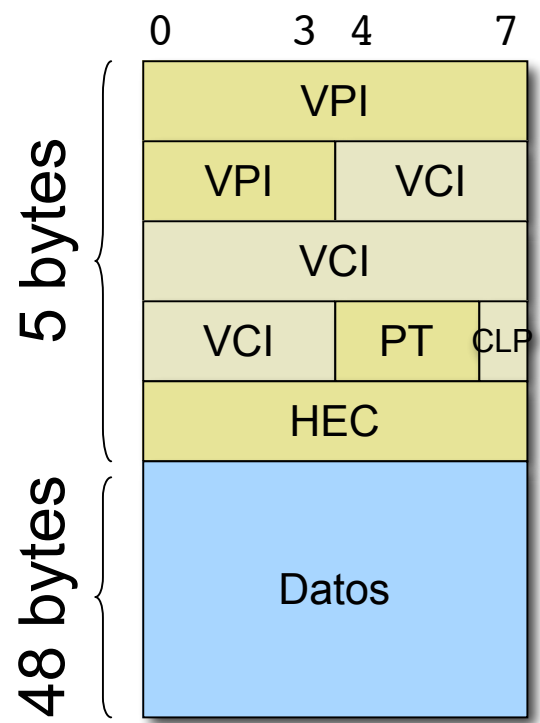 0 3 4 7
5 bytes
VPI
VPI VCI
VCI
VCI PT CLP
HEC
48 bytes
Datos